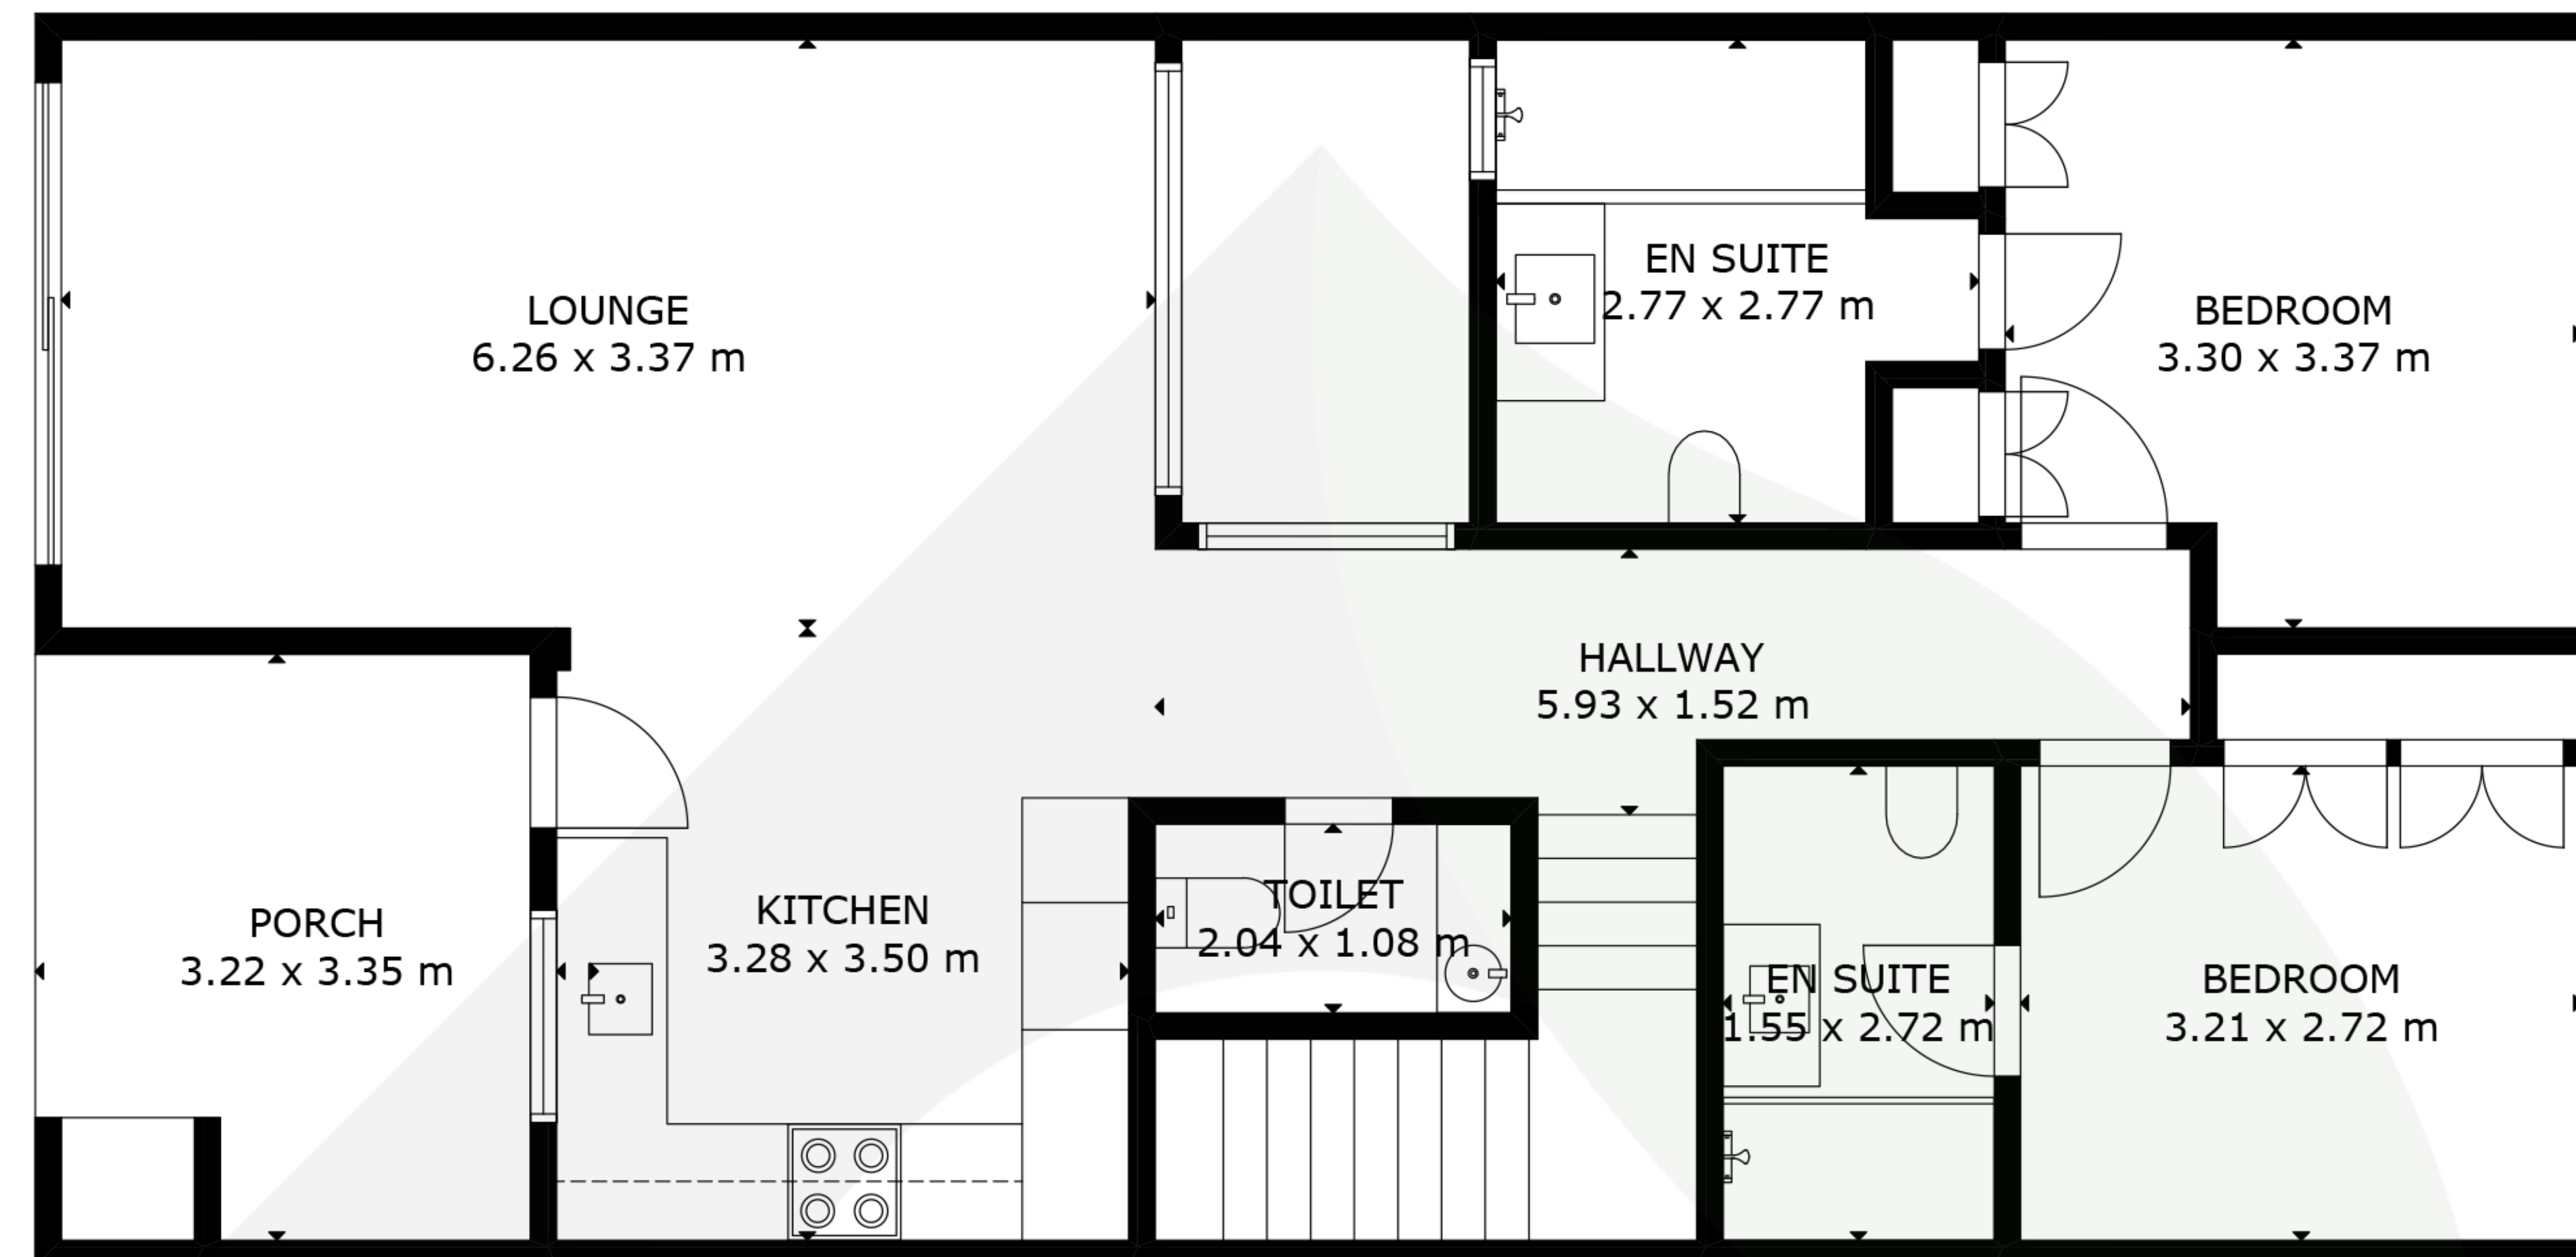 LOUNGE
6.26 x 3.37 m
EN SUITE
2.77 x 2.77 m
BEDROOM
3.30 x 3.37 m
HALLWAY
5.93 x 1.52 m
PORCH
3.22 x 3.35 m
KITCHEN
3.28 x 3.50 m
TOILET
2.04 x 1.08 m
EN SUITE
1.55 x 2.72 m
BEDROOM
3.21 x 2.72 m